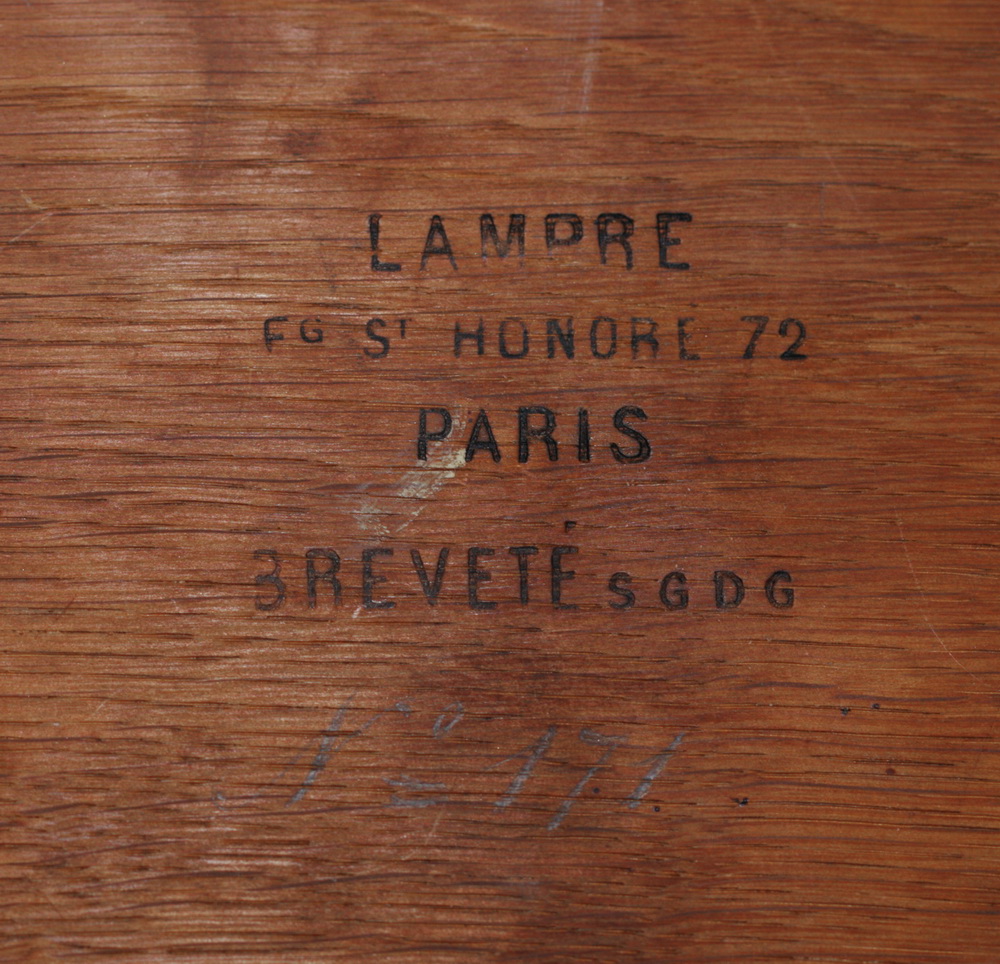 LAMPRE
FG St HONORE 72
PARIS
BREVETÉ SGDG
No 171